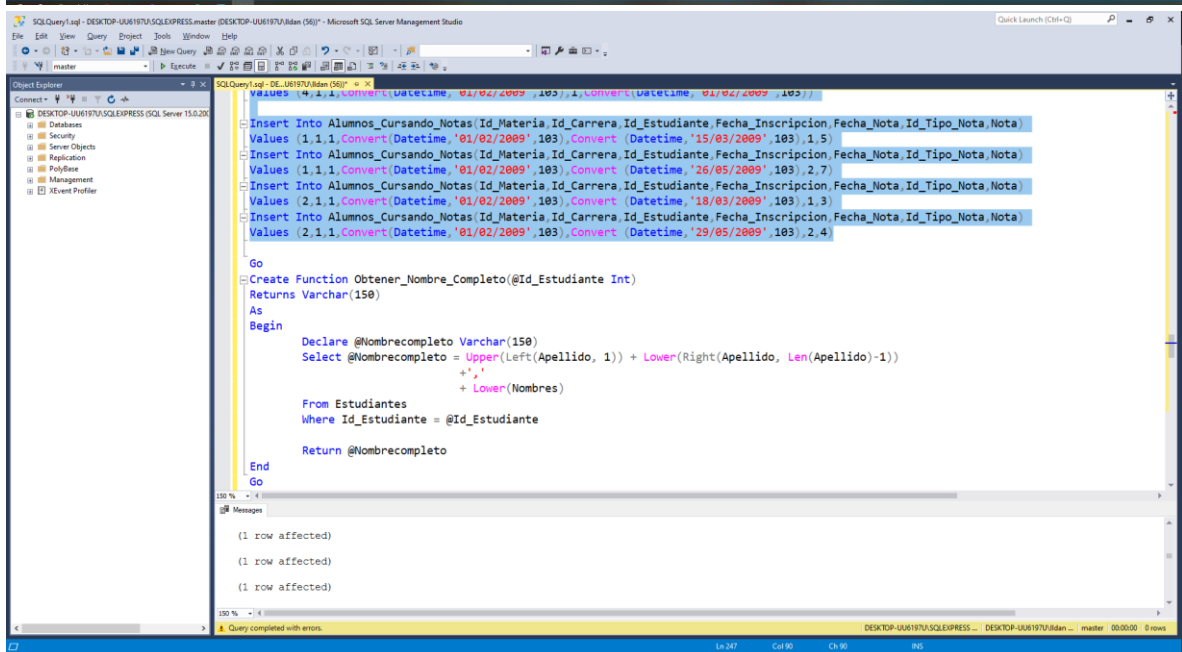 SQLQuery1.sql - DESKTOP-UU6197U\SQLEXPRESS.master (DESKTOP-UU6197U\Ildan (56))* - Microsoft SQL Server Management Studio
Quick Launch (Ctrl+Q)
File Edit View Query Project Tools Window Help
New Query
master Execute
Object Explorer
SQLQuery1.sql - DE...UU6197U\Ildan (56))*
Connect
DESKTOP-UU6197U\SQLEXPRESS (SQL Server 15.0.200
Databases
Security
Server Objects
Replication
PolyBase
Management
XEvent Profiler
Values (4,1,1,Convert(Datetime,'01/02/2009',103),1,Convert(Datetime,'01/02/2009',103))
Insert Into Alumnos_Cursando_Notas(Id_Materia,Id_Carrera,Id_Estudiante,Fecha_Inscripcion,Fecha_Nota,Id_Tipo_Nota,Nota)
Values (1,1,1,Convert(Datetime,'01/02/2009',103),Convert (Datetime,'15/03/2009',103),1,5)
Insert Into Alumnos_Cursando_Notas(Id_Materia,Id_Carrera,Id_Estudiante,Fecha_Inscripcion,Fecha_Nota,Id_Tipo_Nota,Nota)
Values (1,1,1,Convert(Datetime,'01/02/2009',103),Convert (Datetime,'26/05/2009',103),2,7)
Insert Into Alumnos_Cursando_Notas(Id_Materia,Id_Carrera,Id_Estudiante,Fecha_Inscripcion,Fecha_Nota,Id_Tipo_Nota,Nota)
Values (2,1,1,Convert(Datetime,'01/02/2009',103),Convert (Datetime,'18/03/2009',103),1,3)
Insert Into Alumnos_Cursando_Notas(Id_Materia,Id_Carrera,Id_Estudiante,Fecha_Inscripcion,Fecha_Nota,Id_Tipo_Nota,Nota)
Values (2,1,1,Convert(Datetime,'01/02/2009',103),Convert (Datetime,'29/05/2009',103),2,4)
Go
Create Function Obtener_Nombre_Completo(@Id_Estudiante Int)
Returns Varchar(150)
As
Begin
Declare @Nombrecompleto Varchar(150)
Select @Nombrecompleto = Upper(Left(Apellido, 1)) + Lower(Right(Apellido, Len(Apellido)-1))
+','
+ Lower(Nombres)
From Estudiantes
Where Id_Estudiante = @Id_Estudiante
Return @Nombrecompleto
End
Go
150 %
Messages
(1 row affected)
(1 row affected)
(1 row affected)
150 %
Query completed with errors.
DESKTOP-UU6197U\SQLEXPRESS ... DESKTOP-UU6197U\Ildan ... master 00:00:00 0 rows
Ln 247 Col 90 Ch 90 INS